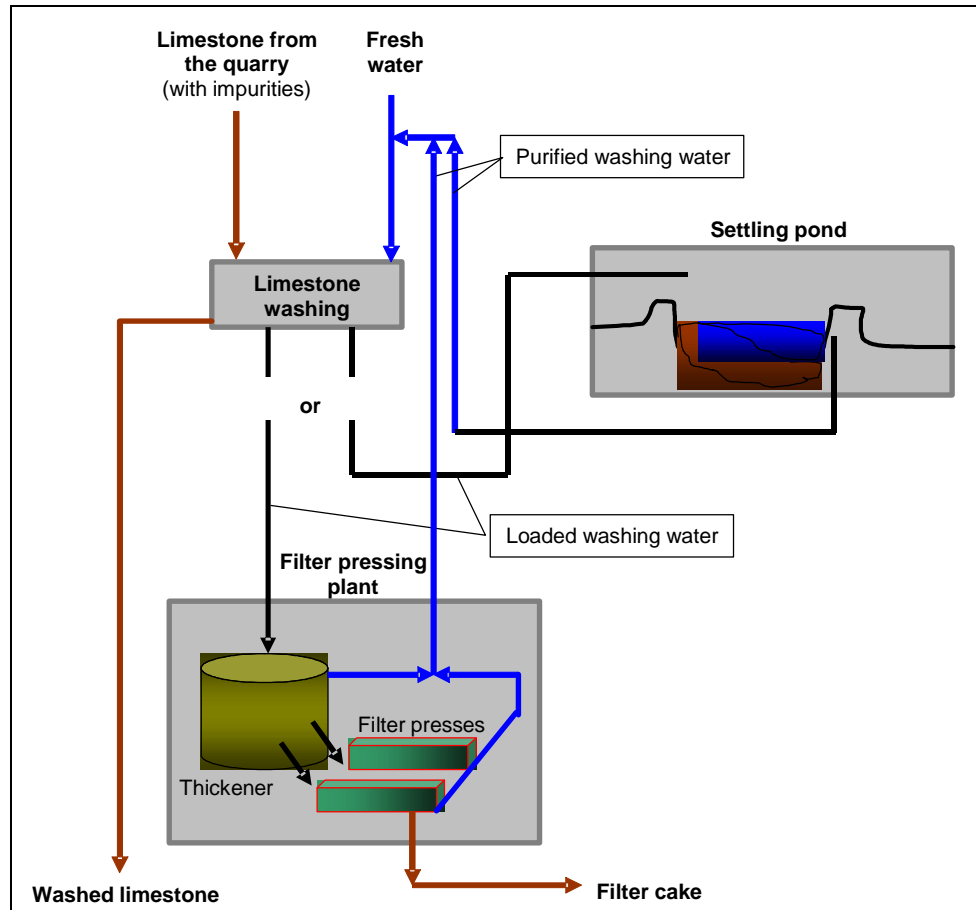 Limestone from
the quarry
(with impurities)
Fresh
water
Purified washing water
Settling pond
Limestone
washing
or
Loaded washing water
Filter pressing
plant
Filter presses
Thickener
Washed limestone
Filter cake